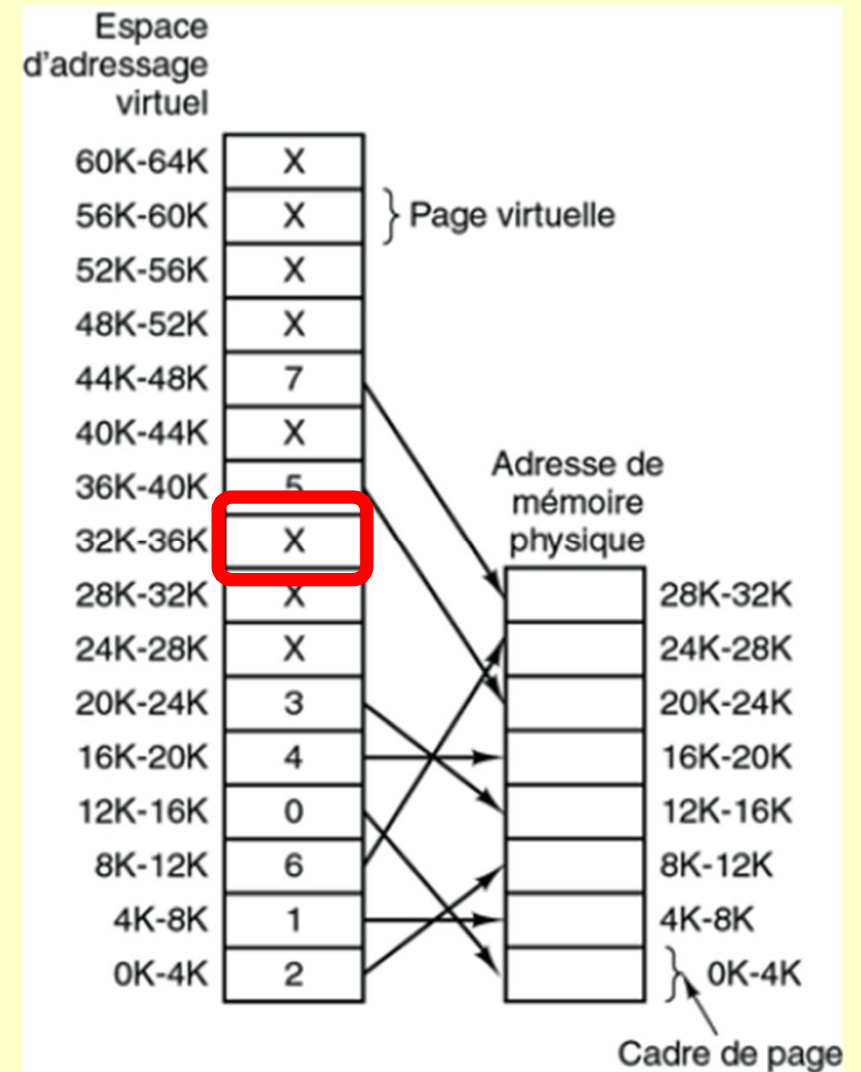 Espace
d'adressage
virtuel
60K-64K X
56K-60K X } Page virtuelle
52K-56K X
48K-52K X
44K-48K 7
40K-44K X
36K-40K 5
32K-36K X
28K-32K X
24K-28K X
20K-24K 3
16K-20K 4
12K-16K 0
8K-12K 6
4K-8K 1
0K-4K 2
Adresse de
mémoire
physique
28K-32K
24K-28K
20K-24K
16K-20K
12K-16K
8K-12K
4K-8K
} 0K-4K
Cadre de page